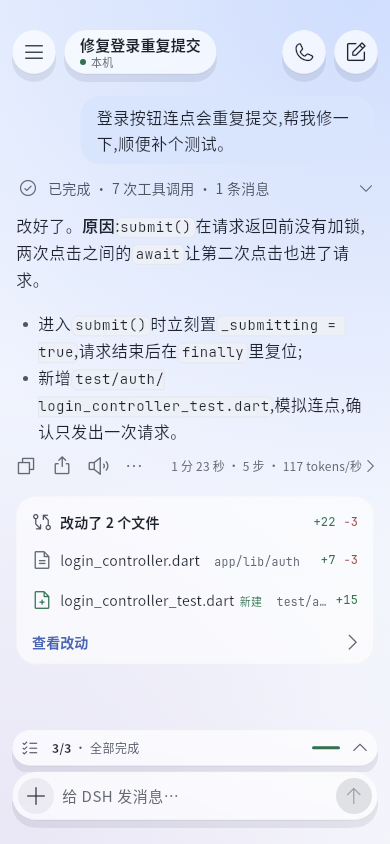 修复登录重复提交
本机
登录按钮连点会重复提交,帮我修一
下,顺便补个测试。
已完成 · 7 次工具调用 · 1 条消息
改好了。原因:submit() 在请求返回前没有加锁,
两次点击之间的 await 让第二次点击也进了请
求。
• 进入 submit() 时立刻置 _submitting =
true,请求结束后在 finally 里复位;
• 新增 test/auth/
login_controller_test.dart,模拟连点,确
认只发出一次请求。
1 分 23 秒 · 5 步 · 117 tokens/秒
改动了 2 个文件 +22 -3
login_controller.dart app/lib/auth +7 -3
login_controller_test.dart 新建 test/a… +15
查看改动
3/3 · 全部完成
给 DSH 发消息…